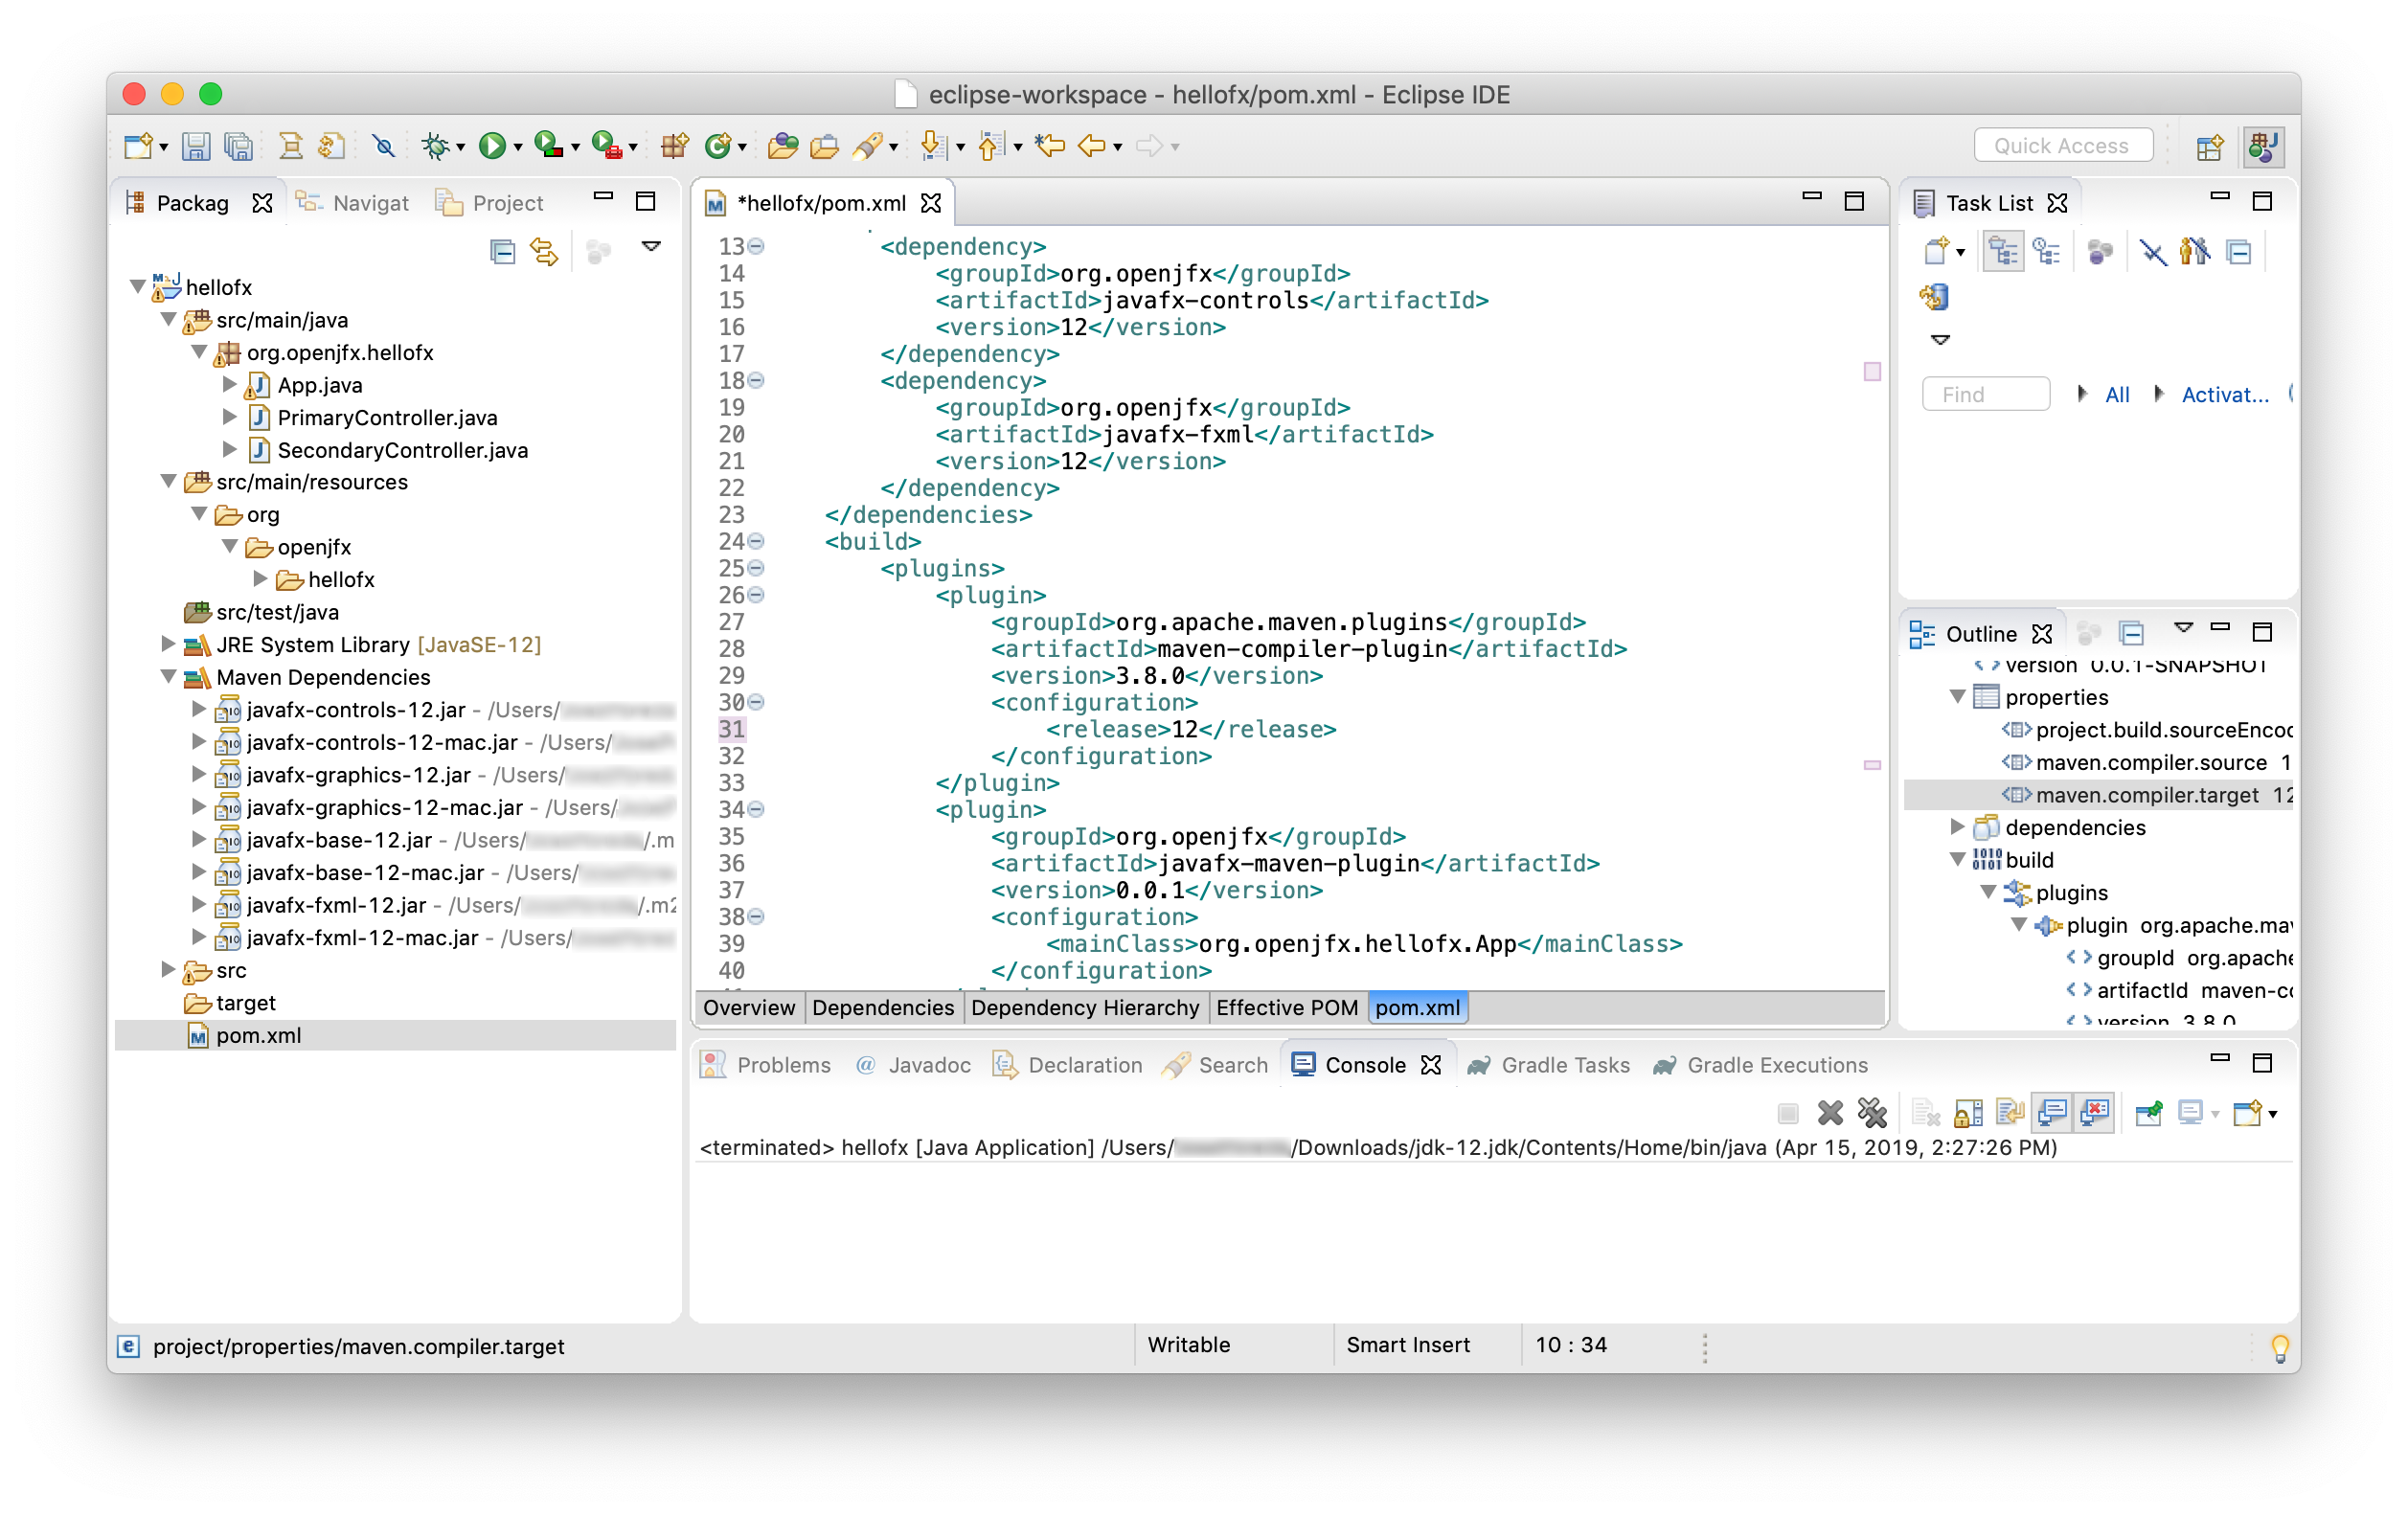 eclipse-workspace - hellofx/pom.xml - Eclipse IDE
Quick Access
Packag
Navigat
Project
hellofx
src/main/java
org.openjfx.hellofx
App.java
PrimaryController.java
SecondaryController.java
src/main/resources
org
openjfx
hellofx
src/test/java
JRE System Library [JavaSE-12]
Maven Dependencies
javafx-controls-12.jar - /Users/
javafx-controls-12-mac.jar - /Users/
javafx-graphics-12.jar - /Users/
javafx-graphics-12-mac.jar - /Users/
javafx-base-12.jar - /Users/ /.m
javafx-base-12-mac.jar - /Users/
javafx-fxml-12.jar - /Users/ /.m2
javafx-fxml-12-mac.jar - /Users/
src
target
pom.xml
*hellofx/pom.xml
13 <dependency>
14 <groupId>org.openjfx</groupId>
15 <artifactId>javafx-controls</artifactId>
16 <version>12</version>
17 </dependency>
18 <dependency>
19 <groupId>org.openjfx</groupId>
20 <artifactId>javafx-fxml</artifactId>
21 <version>12</version>
22 </dependency>
23 </dependencies>
24 <build>
25 <plugins>
26 <plugin>
27 <groupId>org.apache.maven.plugins</groupId>
28 <artifactId>maven-compiler-plugin</artifactId>
29 <version>3.8.0</version>
30 <configuration>
31 <release>12</release>
32 </configuration>
33 </plugin>
34 <plugin>
35 <groupId>org.openjfx</groupId>
36 <artifactId>javafx-maven-plugin</artifactId>
37 <version>0.0.1</version>
38 <configuration>
39 <mainClass>org.openjfx.hellofx.App</mainClass>
40 </configuration>
Overview Dependencies Dependency Hierarchy Effective POM pom.xml
Task List
Find All Activat...
Outline
version 0.0.1-SNAPSHOT
properties
project.build.sourceEncod
maven.compiler.source 1
maven.compiler.target 12
dependencies
build
plugins
plugin org.apache.mav
groupId org.apache
artifactId maven-co
version 3.8.0
Problems @ Javadoc Declaration Search Console Gradle Tasks Gradle Executions
<terminated> hellofx [Java Application] /Users/ /Downloads/jdk-12.jdk/Contents/Home/bin/java (Apr 15, 2019, 2:27:26 PM)
project/properties/maven.compiler.target
Writable
Smart Insert
10 : 34